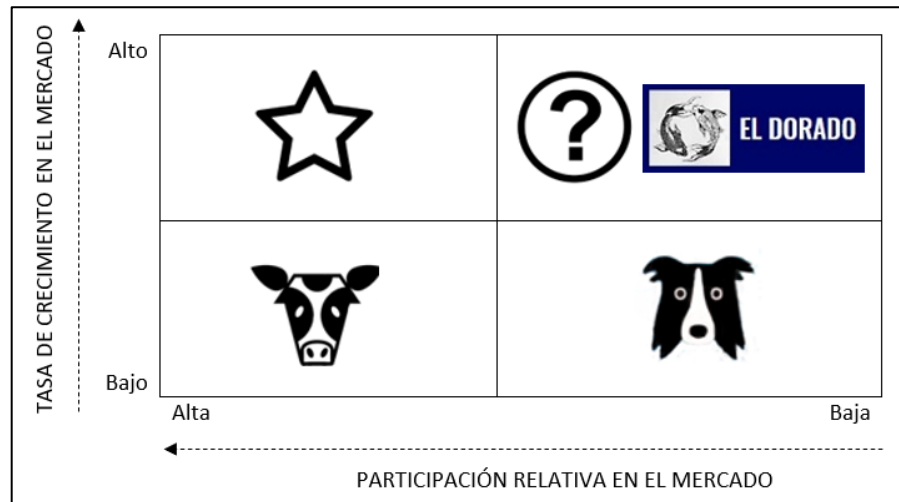 TASA DE CRECIMIENTO EN EL MERCADO
Alto
?
EL DORADO
Bajo
Alta
Baja
PARTICIPACIÓN RELATIVA EN EL MERCADO